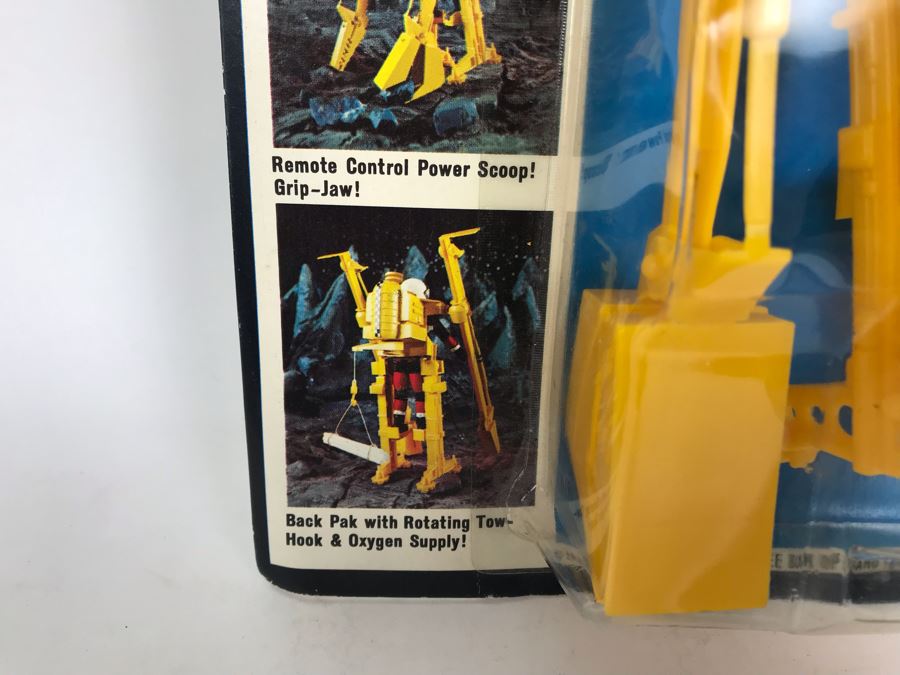 Remote Control Power Scoop!
Grip-Jaw!
Back Pak with Rotating Tow-
Hook & Oxygen Supply!